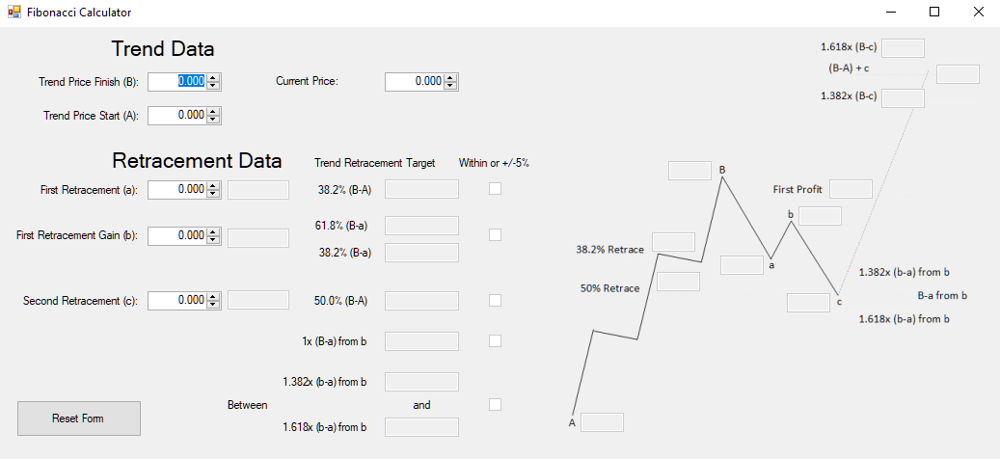 Fibonacci Calculator
Trend Data
Trend Price Finish (B): 0.000 Current Price: 0.000
Trend Price Start (A): 0.000
Retracement Data Trend Retracement Target Within or +/-5%
First Retracement (a): 0.000 38.2% (B-A)
61.8% (B-a)
First Retracement Gain (b): 0.000
38.2% (B-a)
Second Retracement (c): 0.000 50.0% (B-A)
1x (B-a) from b
1.382x (b-a) from b
Between and
1.618x (b-a) from b
Reset Form
1.618x (B-c)
(B-A) + c
1.382x (B-c)
B
First Profit
b
38.2% Retrace
a
50% Retrace
1.382x (b-a) from b
B-a from b
c
1.618x (b-a) from b
A